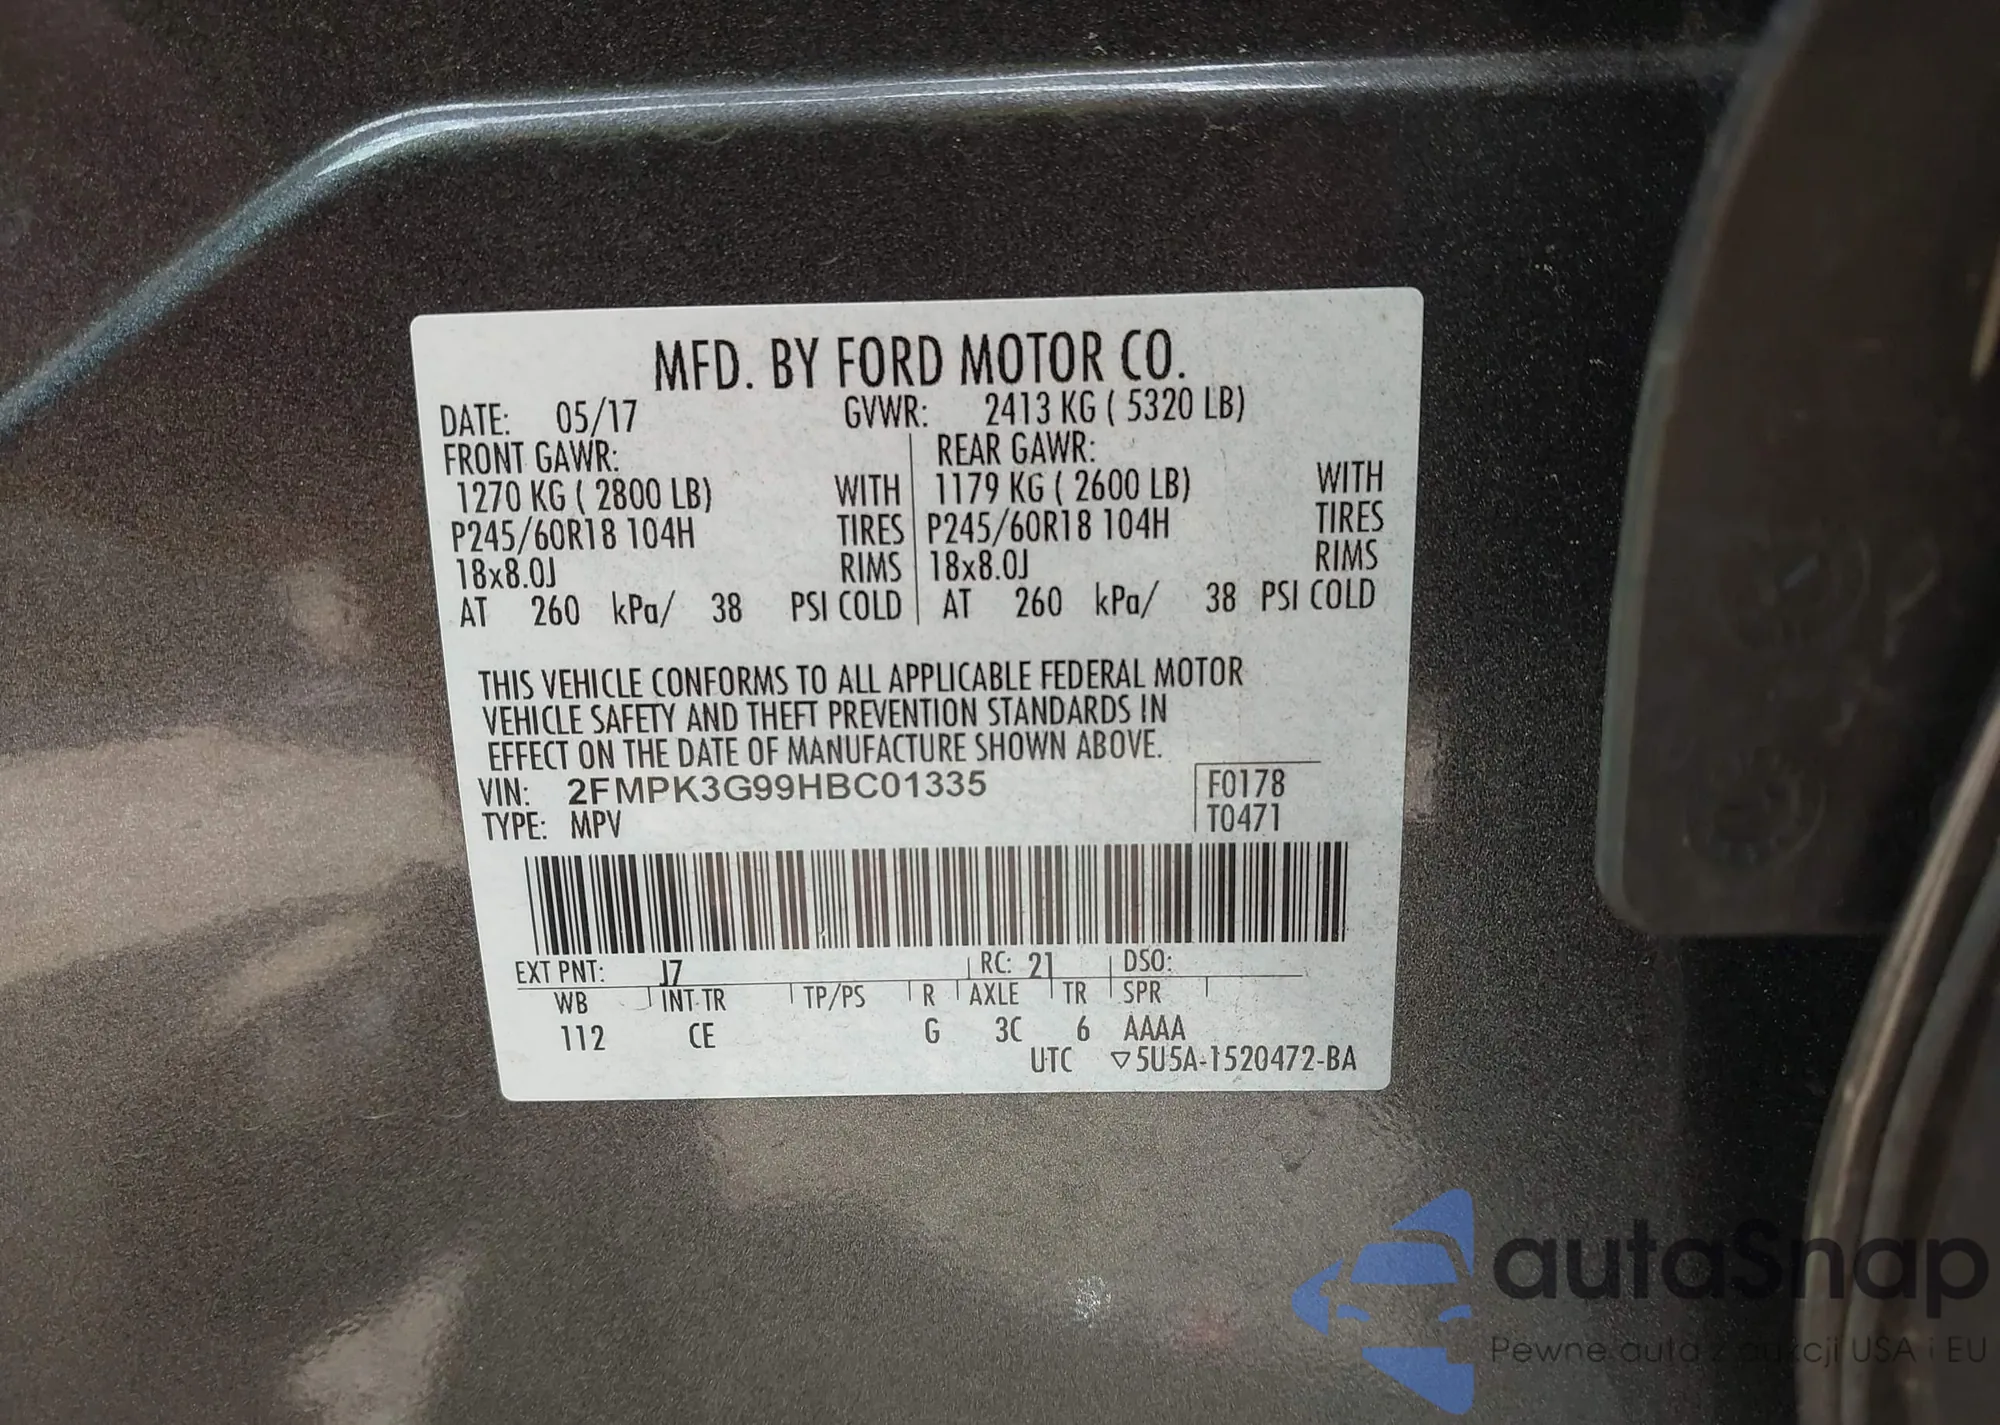 MFD. BY FORD MOTOR CO.
DATE: 05/17 GVWR: 2413 KG ( 5320 LB)
FRONT GAWR: REAR GAWR:
1270 KG ( 2800 LB) WITH 1179 KG ( 2600 LB) WITH
P245/60R18 104H TIRES P245/60R18 104H TIRES
18x8.0J RIMS 18x8.0J RIMS
AT 260 kPa/ 38 PSI COLD AT 260 kPa/ 38 PSI COLD
THIS VEHICLE CONFORMS TO ALL APPLICABLE FEDERAL MOTOR
VEHICLE SAFETY AND THEFT PREVENTION STANDARDS IN
EFFECT ON THE DATE OF MANUFACTURE SHOWN ABOVE.
VIN: 2FMPK3G99HBC01335 F0178
TYPE: MPV T0471
EXT PNT: J7 RC: 21 DSO:
WB INT TR TP/PS R AXLE TR SPR
112 CE G 3C 6 AAAA
UTC ▽5U5A-1520472-BA
autaSnap
Pewne auta z aukcji USA i EU